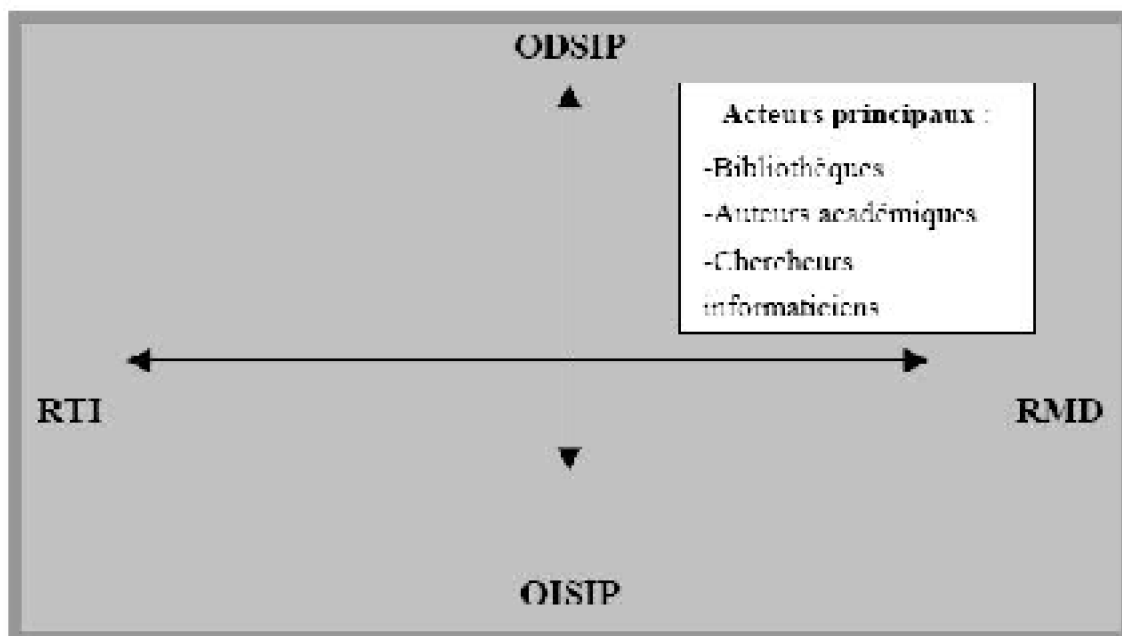 ODSIP
Acteurs principaux :
-Bibliothèques
-Auteurs académiques
-Chercheurs
informaticiens
RTI
RMD
OISIP